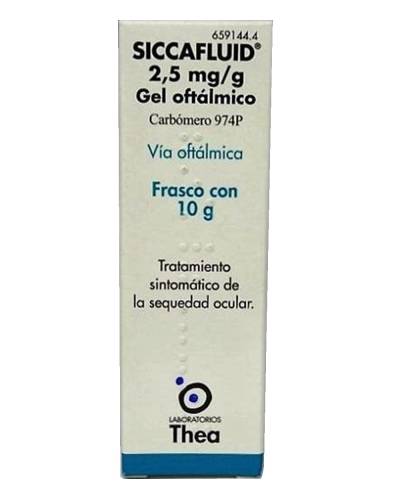 659144.4
SICCAFLUID®
2,5 mg/g
Gel oftálmico
Carbómero 974P
Vía oftálmica
Frasco con
10 g
Tratamiento
sintomático de
la sequedad ocular.
LABORATORIOS
Thea